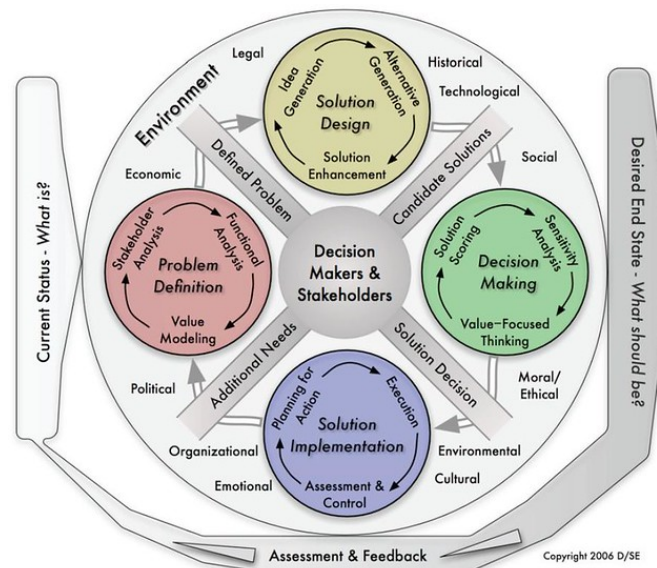 Legal
Historical
Technological
Social
Moral/
Ethical
Environmental
Cultural
Emotional
Organizational
Political
Economic
Environment
Idea
Generation
Alternative
Generation
Solution
Design
Solution
Enhancement
Defined Problem
Candidate Solutions
Stakeholder
Analysis
Functional
Analysis
Problem
Definition
Value
Modeling
Decision
Makers &
Stakeholders
Solution
Scoring
Sensitivity
Analysis
Decision
Making
Value–Focused
Thinking
Additional Needs
Solution Decision
Planning for
Action
Execution
Solution
Implementation
Assessment &
Control
Current Status - What is?
Desired End State - What should be?
Assessment & Feedback
Copyright 2006 D/SE